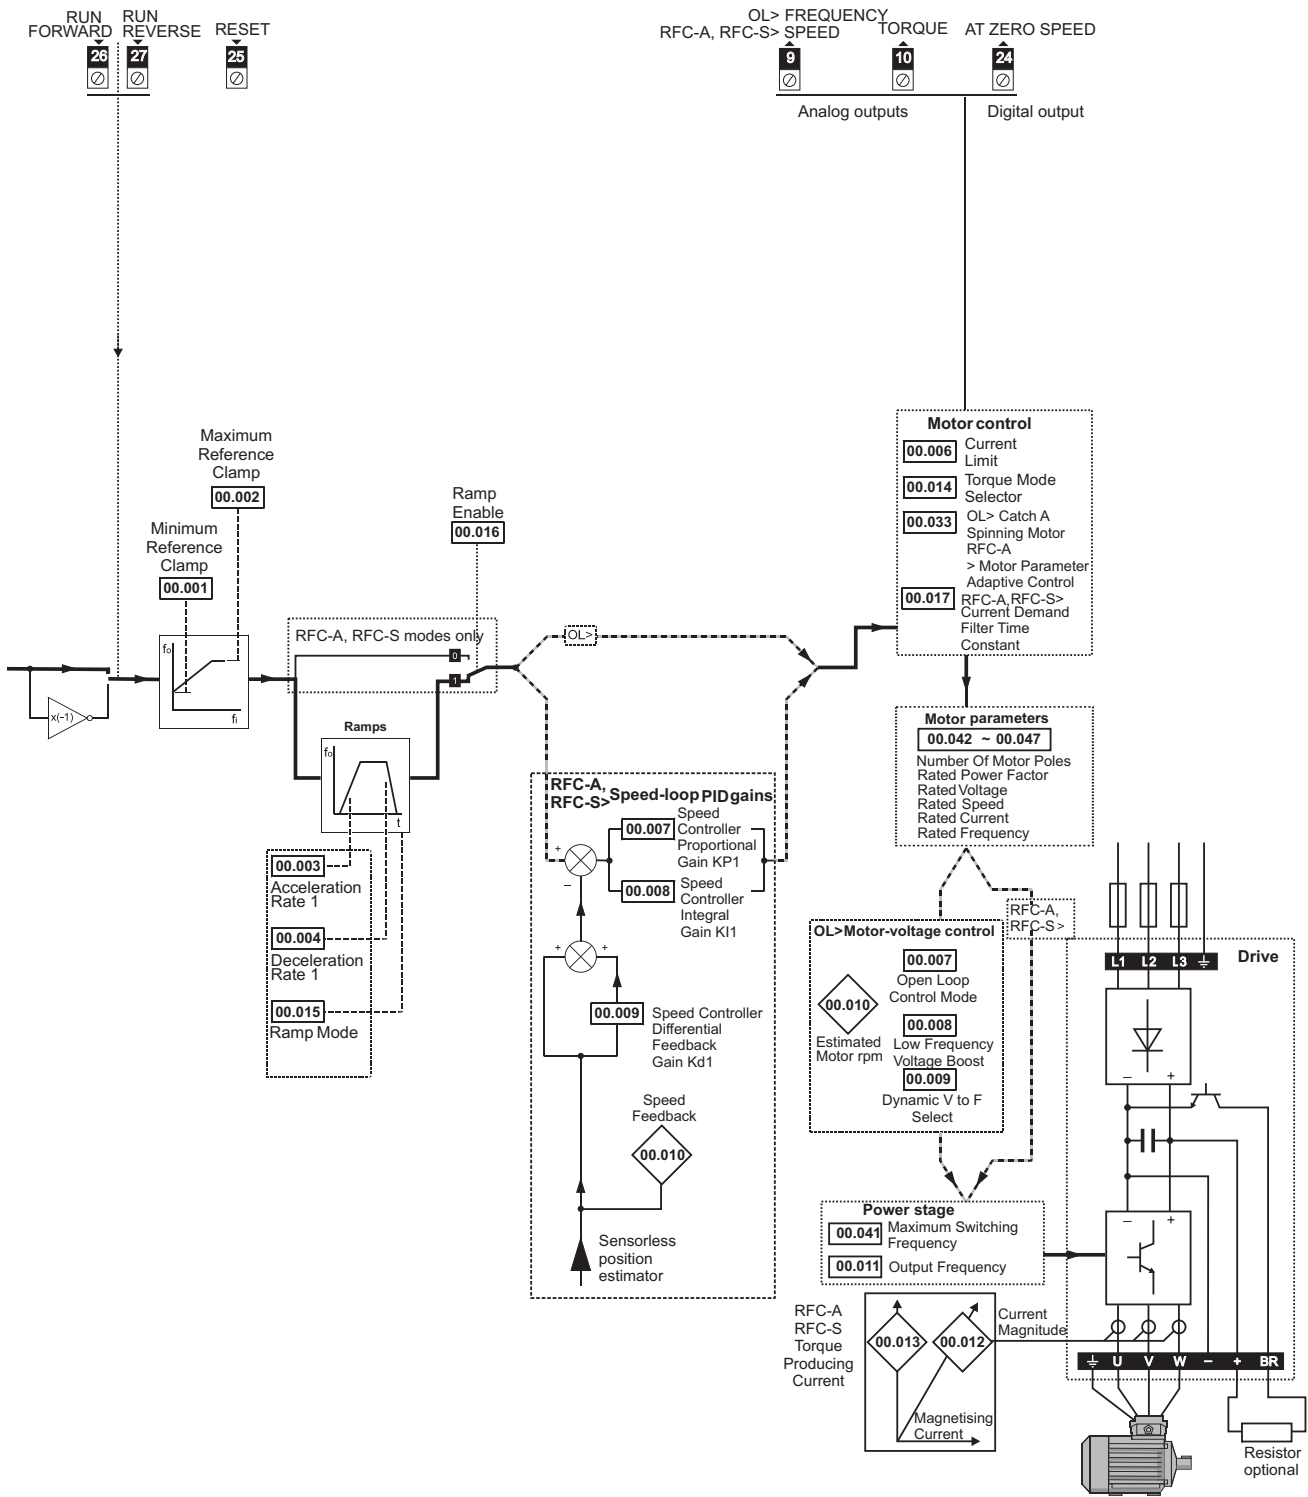 RUN
FORWARD
RUN
REVERSE
RESET
26
27
25
OL> FREQUENCY
RFC-A, RFC-S> SPEED
TORQUE
AT ZERO SPEED
9
10
24
Analog outputs
Digital output
Maximum
Reference
Clamp
00.002
Minimum
Reference
Clamp
00.001
Ramp
Enable
00.016
RFC-A, RFC-S modes only
0
1
OL>
x(-1)
fo
fi
Ramps
fo
t
00.003
Acceleration
Rate 1
00.004
Deceleration
Rate 1
00.015
Ramp Mode
RFC-A,
RFC-S> Speed-loop PID gains
00.007
Speed
Controller
Proportional
Gain KP1
00.008
Speed
Controller
Integral
Gain KI1
+
–
+
+
00.009
Speed Controller
Differential
Feedback
Gain Kd1
Speed
Feedback
00.010
Sensorless
position
estimator
Motor control
00.006
Current
Limit
00.014
Torque Mode
Selector
00.033
OL> Catch A
Spinning Motor
RFC-A
> Motor Parameter
Adaptive Control
00.017
RFC-A,RFC-S>
Current Demand
Filter Time
Constant
Motor parameters
00.042 ~ 00.047
Number Of Motor Poles
Rated Power Factor
Rated Voltage
Rated Speed
Rated Current
Rated Frequency
RFC-A,
RFC-S >
OL>Motor-voltage control
00.007
Open Loop
Control Mode
00.010
Estimated
Motor rpm
00.008
Low Frequency
Voltage Boost
00.009
Dynamic V to F
Select
Power stage
00.041
Maximum Switching
Frequency
00.011
Output Frequency
RFC-A
RFC-S
Torque
Producing
Current
00.013
00.012
Magnetising
Current
Current
Magnitude
Drive
L1 L2 L3
– +
– +
U V W – + BR
Resistor
optional